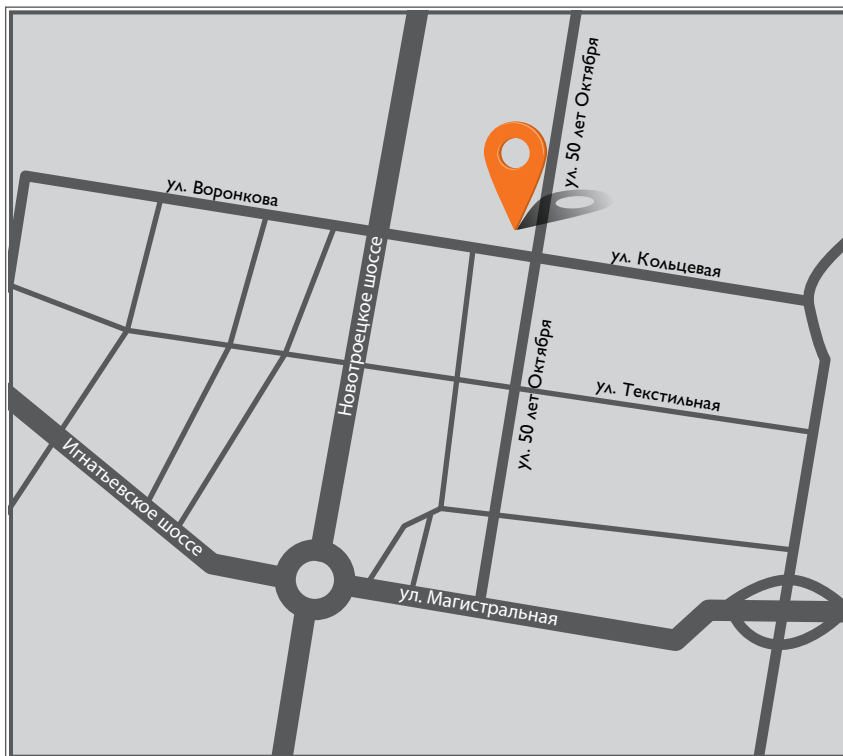 ул. 50 лет Октября
ул. Воронкова
ул. Кольцевая
Новотроецкое шоссе
ул. 50 лет Октября
ул. Текстильная
Игнатьевское шоссе
ул. Магистральная